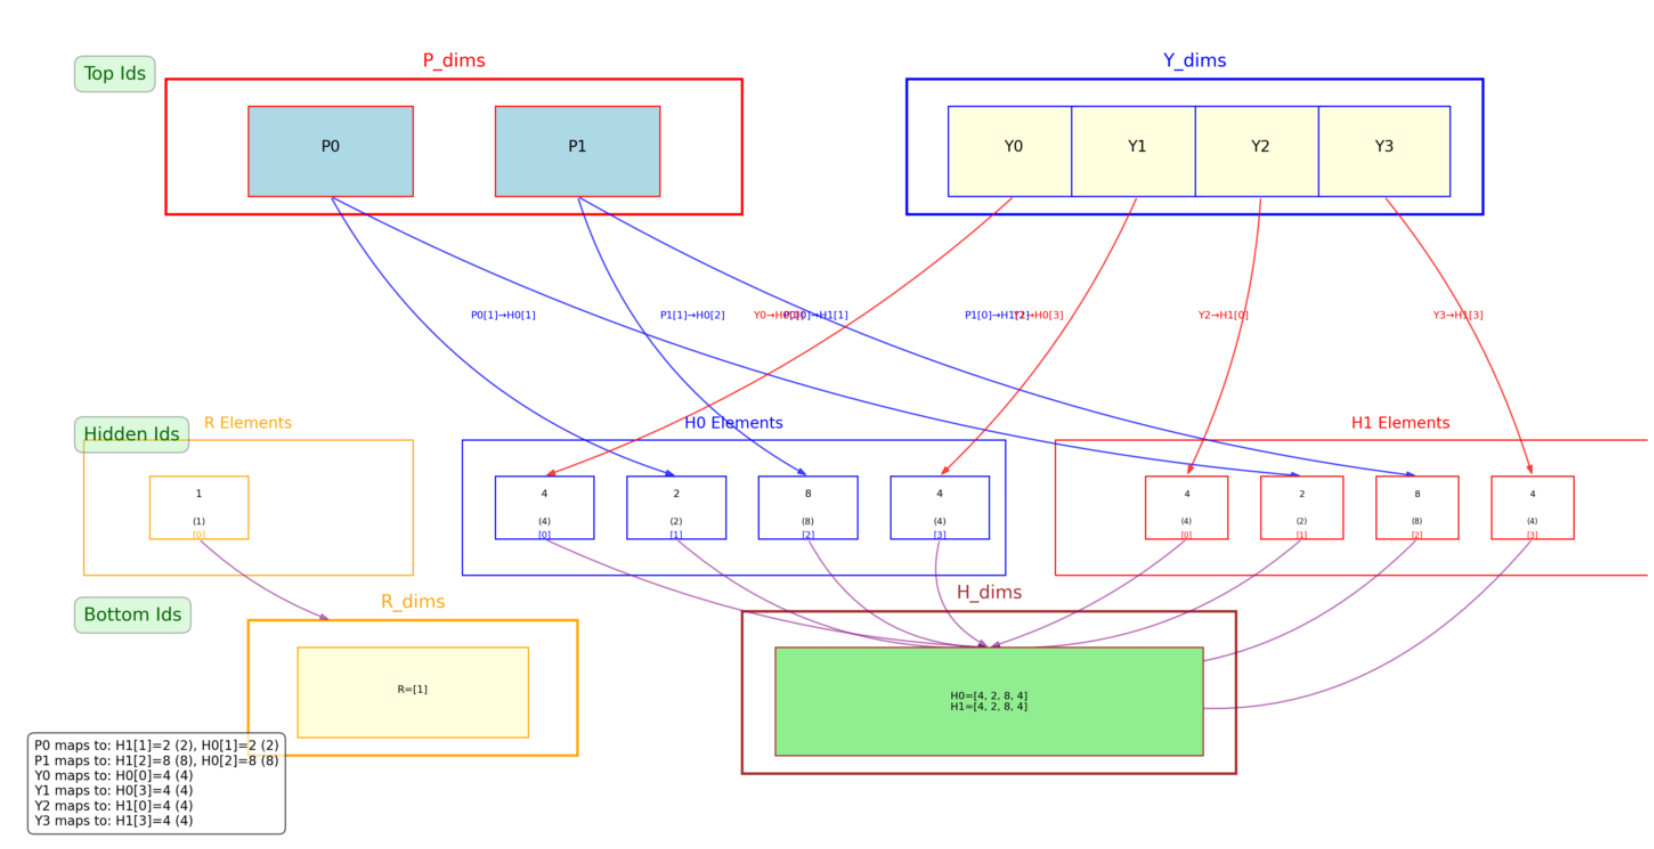 P_dims
Y_dims
Top Ids
P0
P1
Y0
Y1
Y2
Y3
P0[1]→H0[1]
P1[1]→H0[2]
Y0→H0[0]
P0[0]→H1[1]
P1[0]→H1[2]
Y1→H0[3]
Y2→H1[0]
Y3→H1[3]
Hidden Ids
R Elements
H0 Elements
H1 Elements
1
(1)
[0]
4
(4)
[0]
2
(2)
[1]
8
(8)
[2]
4
(4)
[3]
4
(4)
[0]
2
(2)
[1]
8
(8)
[2]
4
(4)
[3]
Bottom Ids
R_dims
H_dims
R=[1]
H0=[4, 2, 8, 4]
H1=[4, 2, 8, 4]
P0 maps to: H1[1]=2 (2), H0[1]=2 (2)
P1 maps to: H1[2]=8 (8), H0[2]=8 (8)
Y0 maps to: H0[0]=4 (4)
Y1 maps to: H0[3]=4 (4)
Y2 maps to: H1[0]=4 (4)
Y3 maps to: H1[3]=4 (4)